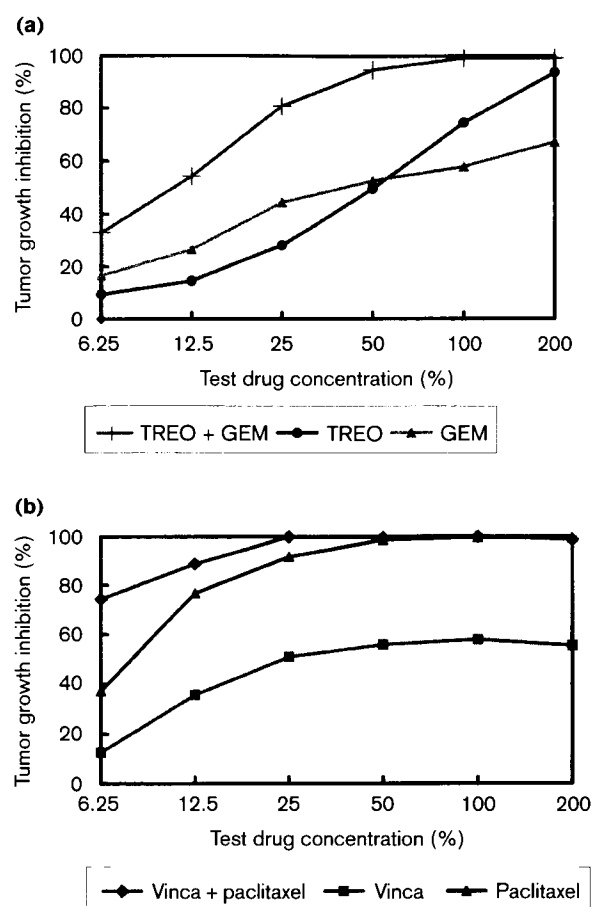 (a)
Tumor growth inhibition (%)
100
80
60
40
20
0
6.25 12.5 25 50 100 200
Test drug concentration (%)
TREO + GEM TREO GEM
(b)
Tumor growth inhibition (%)
100
80
60
40
20
0
6.25 12.5 25 50 100 200
Test drug concentration (%)
Vinca + paclitaxel Vinca Paclitaxel